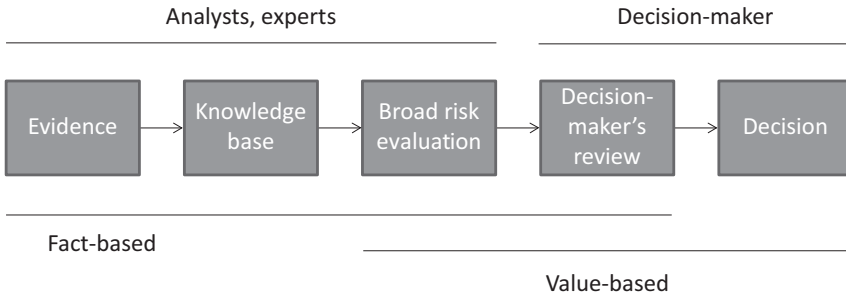 Analysts, experts
Decision-maker
Evidence
Knowledge
base
Broad risk
evaluation
Decision-
maker’s
review
Decision
Fact-based
Value-based